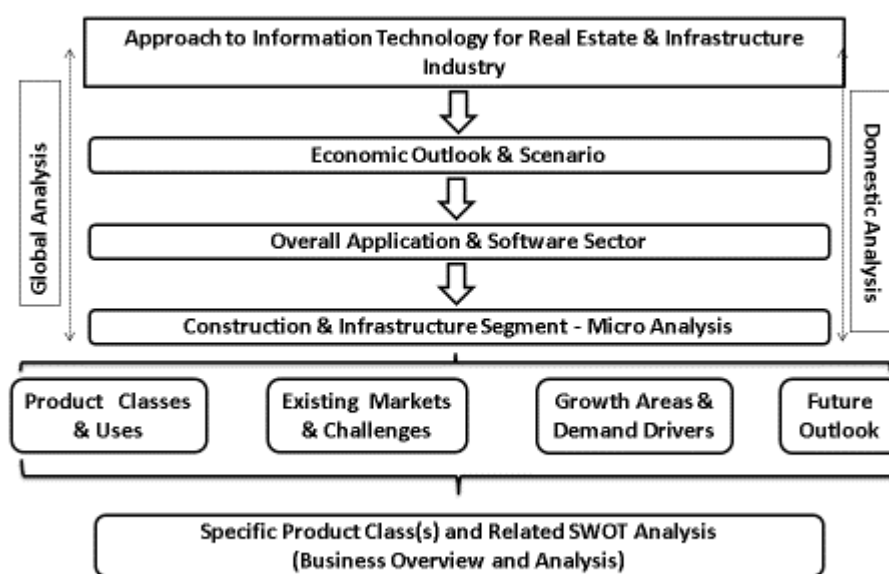 Approach to Information Technology for Real Estate & Infrastructure
Industry
Global Analysis
Domestic Analysis
Economic Outlook & Scenario
Overall Application & Software Sector
Construction & Infrastructure Segment - Micro Analysis
Product Classes
& Uses
Existing Markets
& Challenges
Growth Areas &
Demand Drivers
Future
Outlook
Specific Product Class(s) and Related SWOT Analysis
(Business Overview and Analysis)